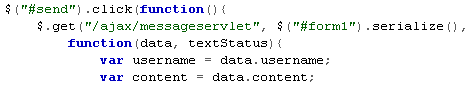 $("#send").click(function(){
$.get("/ajax/messageservlet", $("#form1").serialize(),
function(data, textStatus){
var username = data.username;
var content = data.content;